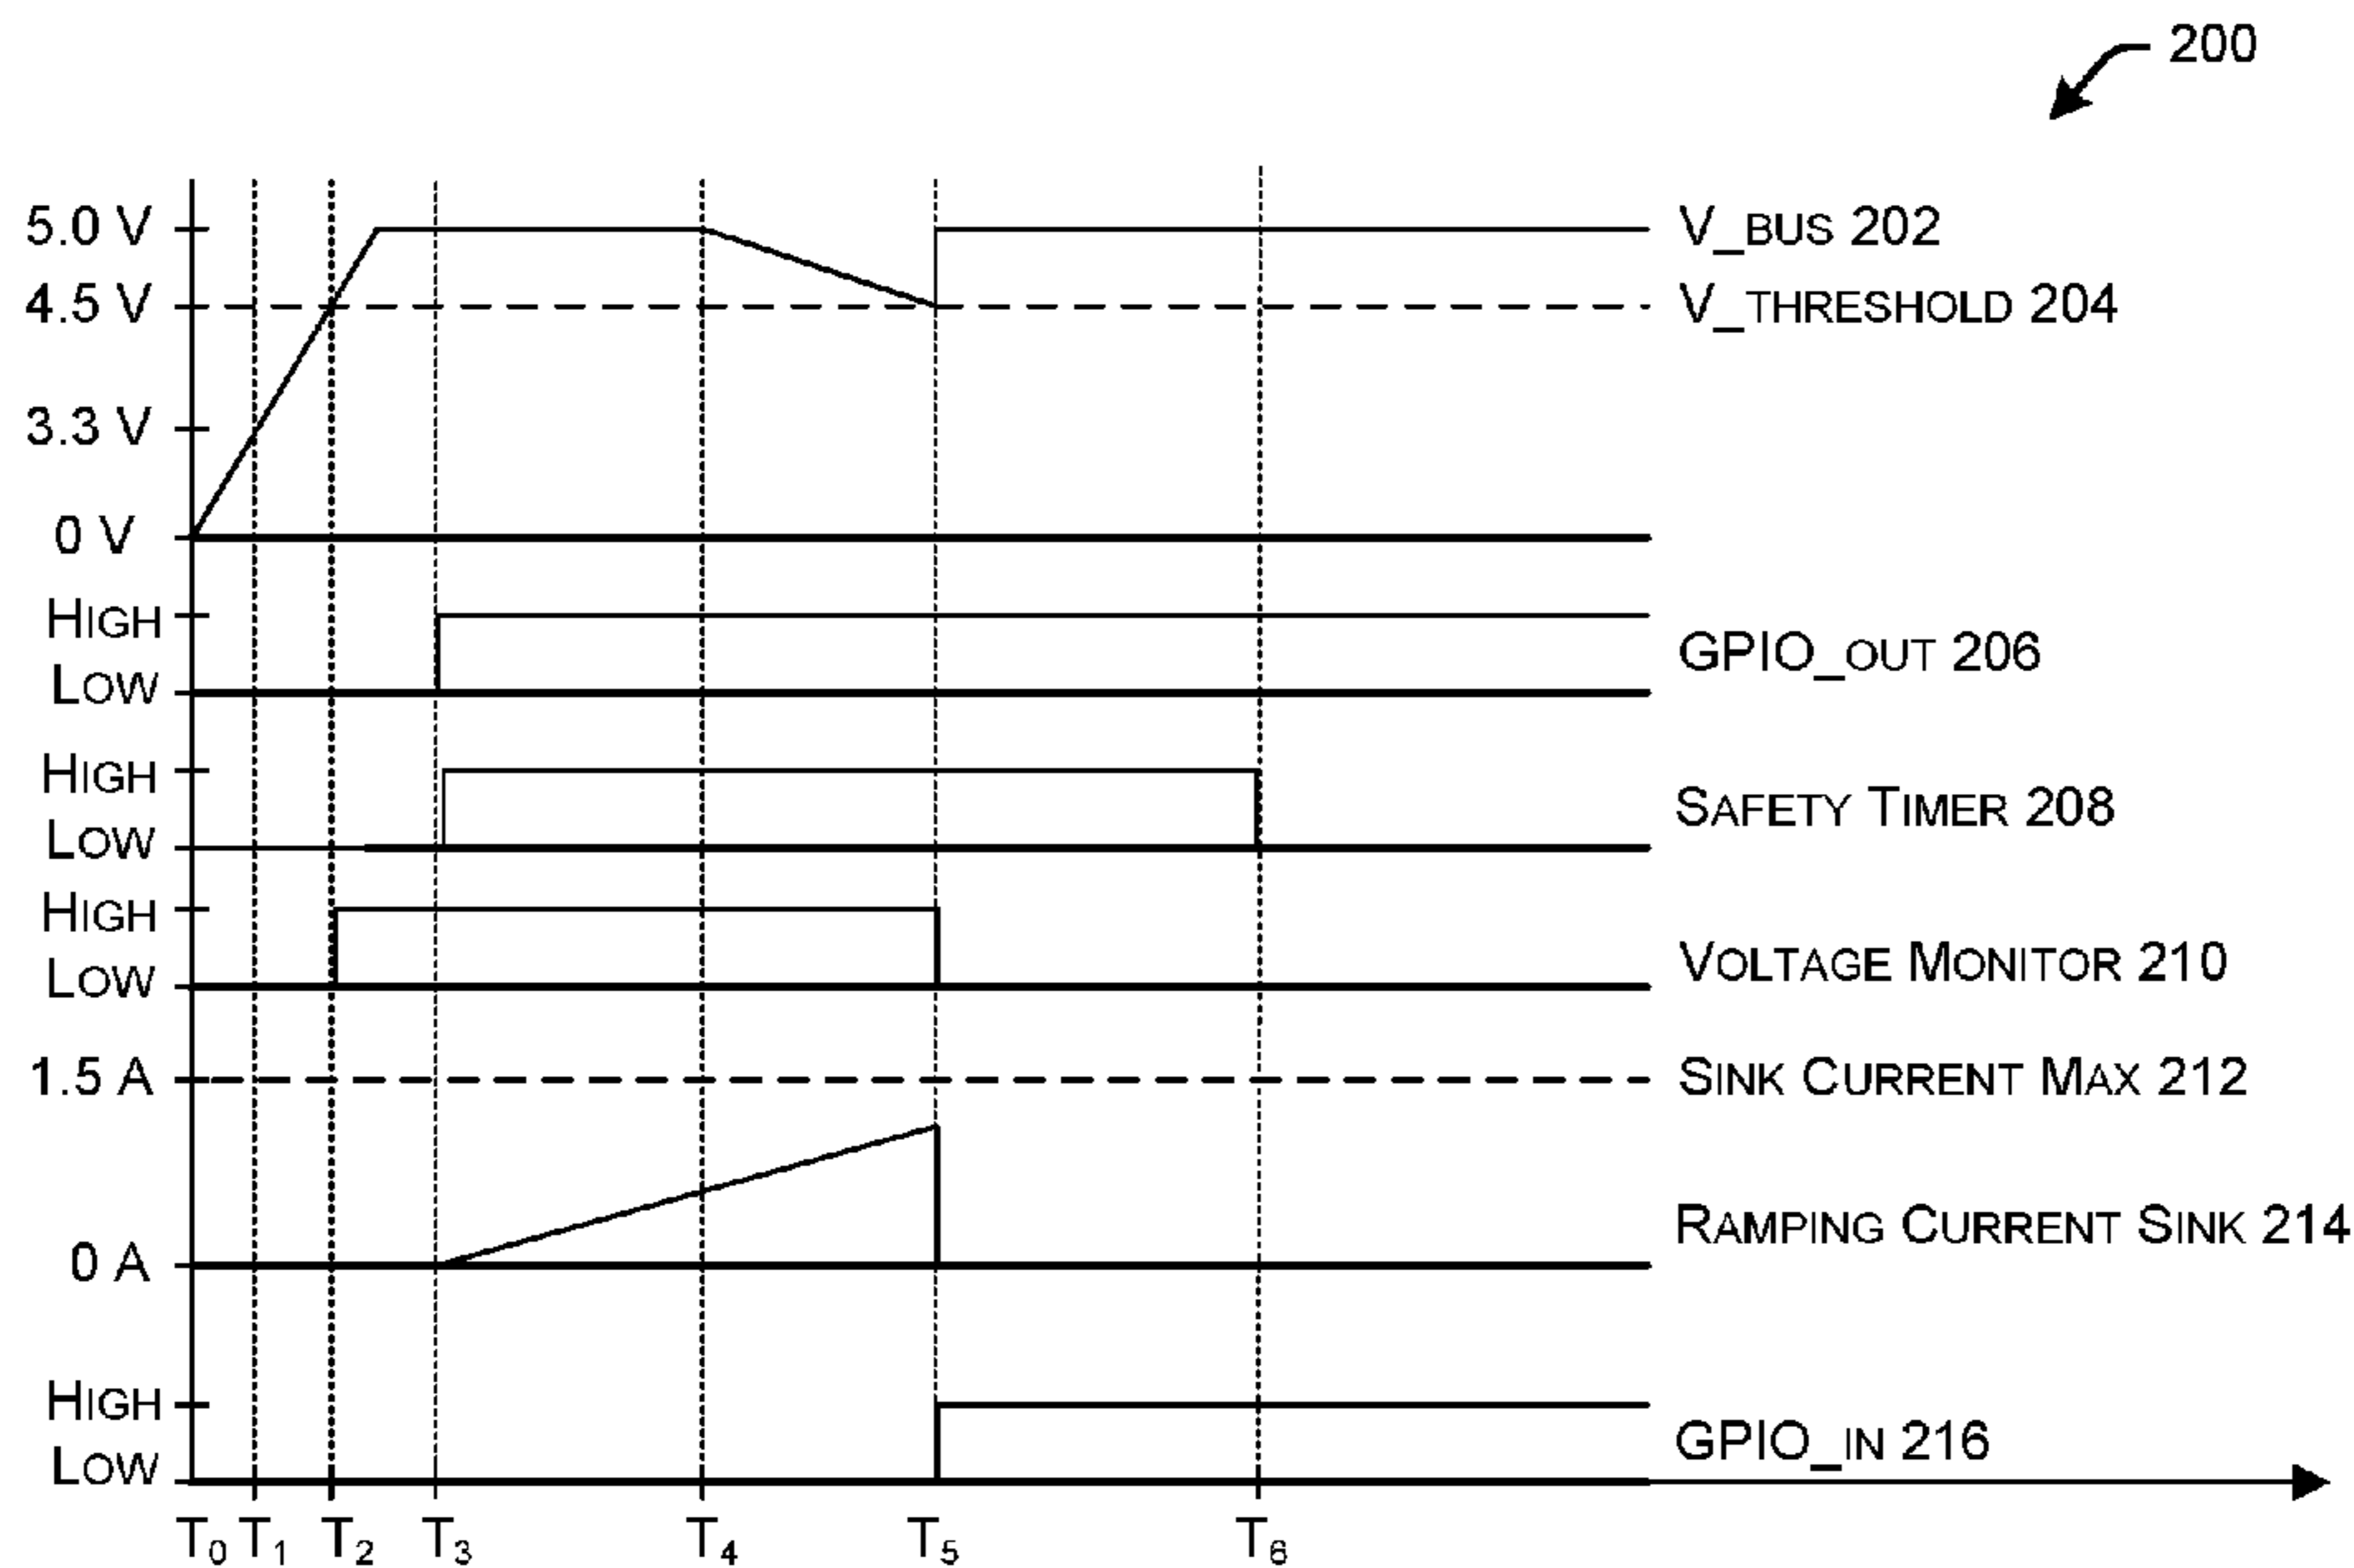 200
5.0 V
V_BUS 202
4.5 V
V_THRESHOLD 204
3.3 V
0 V
HIGH
LOW
GPIO_OUT 206
HIGH
LOW
SAFETY TIMER 208
HIGH
LOW
VOLTAGE MONITOR 210
1.5 A
SINK CURRENT MAX 212
RAMPING CURRENT SINK 214
0 A
HIGH
LOW
GPIO_IN 216
T0 T1 T2 T3 T4 T5 T6